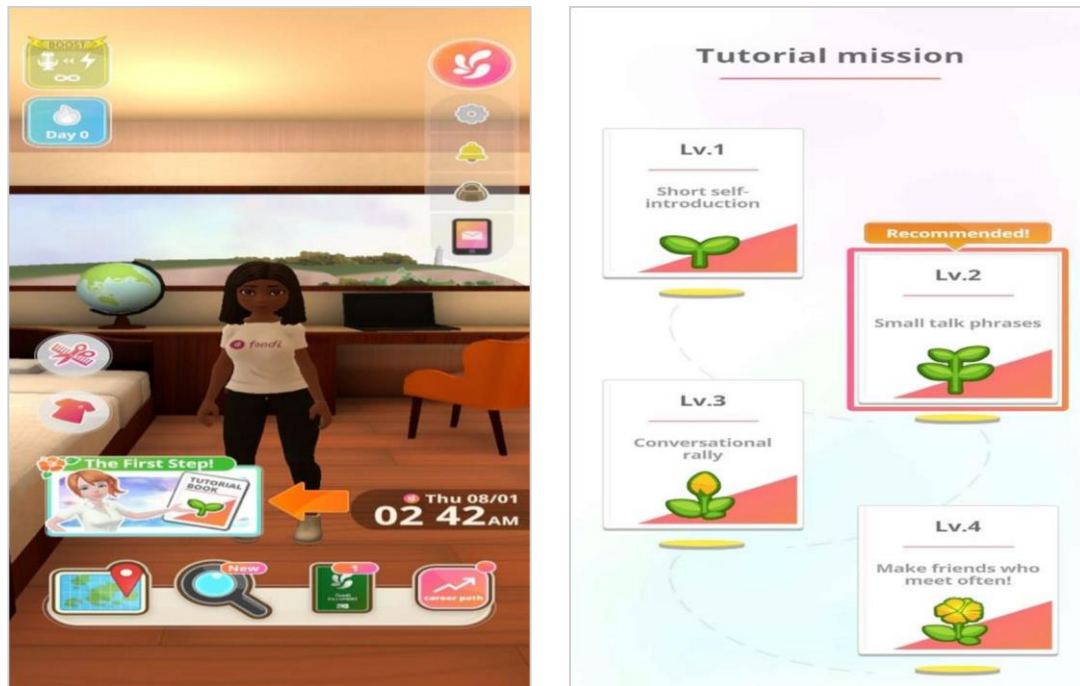 BOOST
Day 0
fondi
The First Step!
TUTORIAL
BOOK
Thu 08/01
02 42 AM
New
1
career path
Tutorial mission
Lv.1
Short self-
introduction
Recommended!
Lv.2
Small talk phrases
Lv.3
Conversational
rally
Lv.4
Make friends who
meet often!